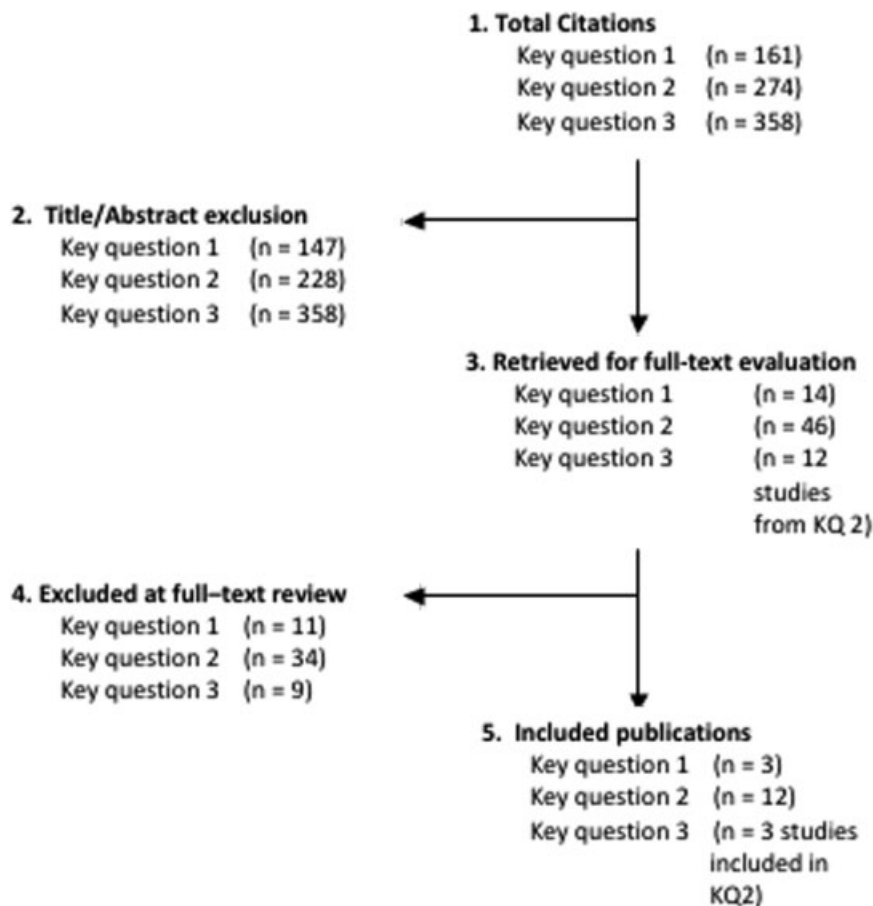 1. Total Citations
Key question 1 (n = 161)
Key question 2 (n = 274)
Key question 3 (n = 358)
2. Title/Abstract exclusion
Key question 1 (n = 147)
Key question 2 (n = 228)
Key question 3 (n = 358)
3. Retrieved for full-text evaluation
Key question 1 (n = 14)
Key question 2 (n = 46)
Key question 3 (n = 12
studies
from KQ 2)
4. Excluded at full–text review
Key question 1 (n = 11)
Key question 2 (n = 34)
Key question 3 (n = 9)
5. Included publications
Key question 1 (n = 3)
Key question 2 (n = 12)
Key question 3 (n = 3 studies
included in
KQ2)